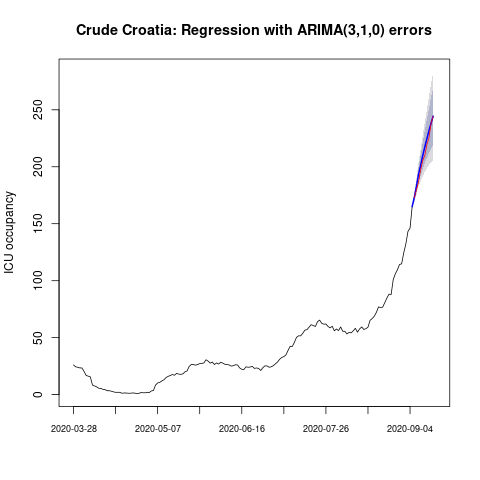 Crude Croatia: Regression with ARIMA(3,1,0) errors
ICU occupancy
250
200
150
100
50
0
2020-03-28 2020-05-07 2020-06-16 2020-07-26 2020-09-04